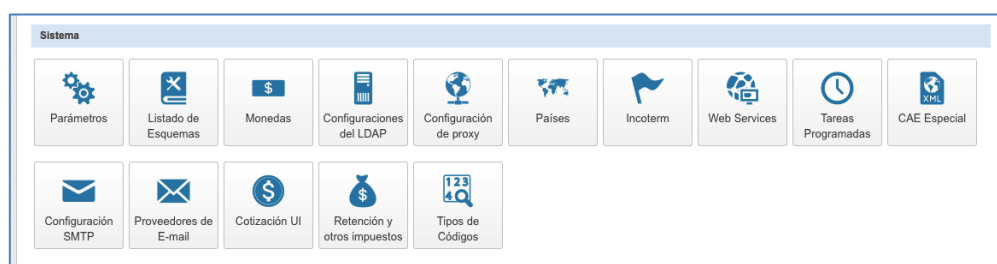 Sistema
Parámetros
Listado de
Esquemas
Monedas
Configuraciones
del LDAP
Configuración
de proxy
Países
Incoterm
Web Services
Tareas
Programadas
XML
CAE Especial
Configuración
SMTP
Proveedores de
E-mail
Cotización UI
Retención y
otros impuestos
123
4
Tipos de
Códigos